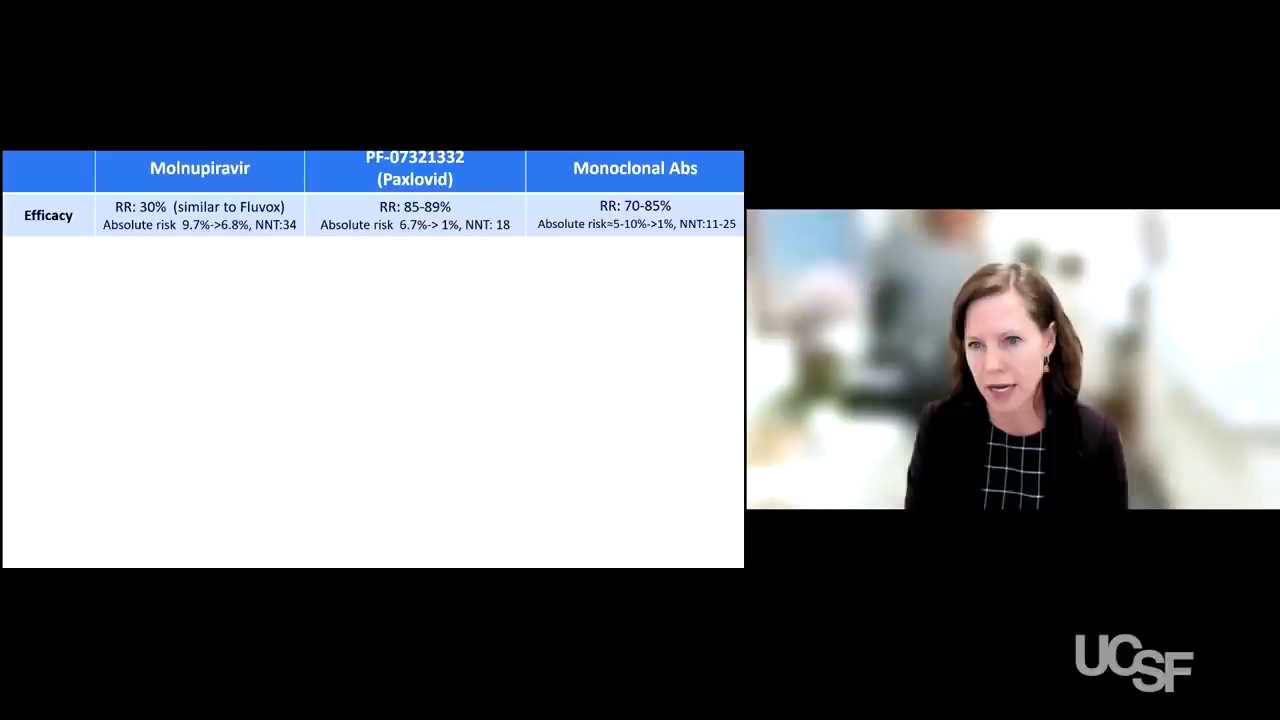 Molnupiravir
PF-07321332
(Paxlovid)
Monoclonal Abs
Efficacy
RR: 30% (similar to Fluvox)
Absolute risk 9.7%->6.8%, NNT:34
RR: 85-89%
Absolute risk 6.7%-> 1%, NNT: 18
RR: 70-85%
Absolute risk≈5-10%->1%, NNT:11-25
UCSF